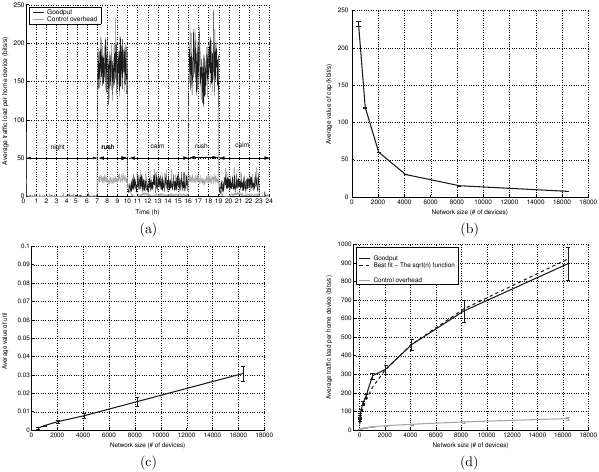 250
200
150
100
50
0
Average traffic load per home device (bits/s)
Goodput
Control overhead
night
rush
calm
rush
calm
0 1 2 3 4 5 6 7 8 9 10 11 12 13 14 15 16 17 18 19 20 21 22 23 24
Time (h)
(a)
250
200
150
100
50
0
Average value of cap (kbit/s)
0 2000 4000 6000 8000 10000 12000 14000 16000 18000
Network size (# of devices)
(b)
0.1
0.09
0.08
0.07
0.06
0.05
0.04
0.03
0.02
0.01
0
Average value of util
0 2000 4000 6000 8000 10000 12000 14000 16000 18000
Network size (# of devices)
(c)
1000
900
800
700
600
500
400
300
200
100
0
Average traffic load per home device (bits/s)
Goodput
Best fit – The sqrt(n) function
Control overhead
0 2000 4000 6000 8000 10000 12000 14000 16000 18000
Network size (# of devices)
(d)